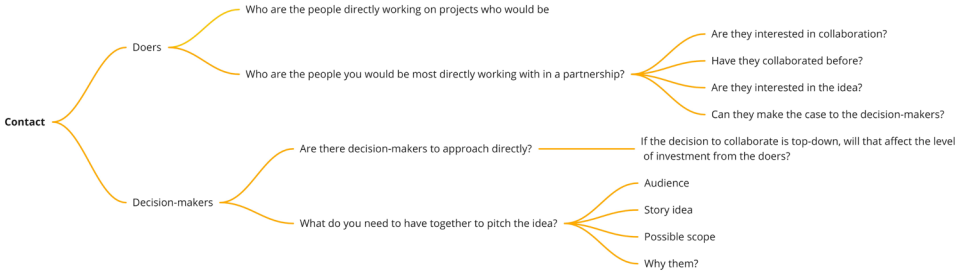 Contact
Doers
Who are the people directly working on projects who would be
Who are the people you would be most directly working with in a partnership?
Are they interested in collaboration?
Have they collaborated before?
Are they interested in the idea?
Can they make the case to the decision-makers?
Decision-makers
Are there decision-makers to approach directly?
If the decision to collaborate is top-down, will that affect the level
of investment from the doers?
What do you need to have together to pitch the idea?
Audience
Story idea
Possible scope
Why them?